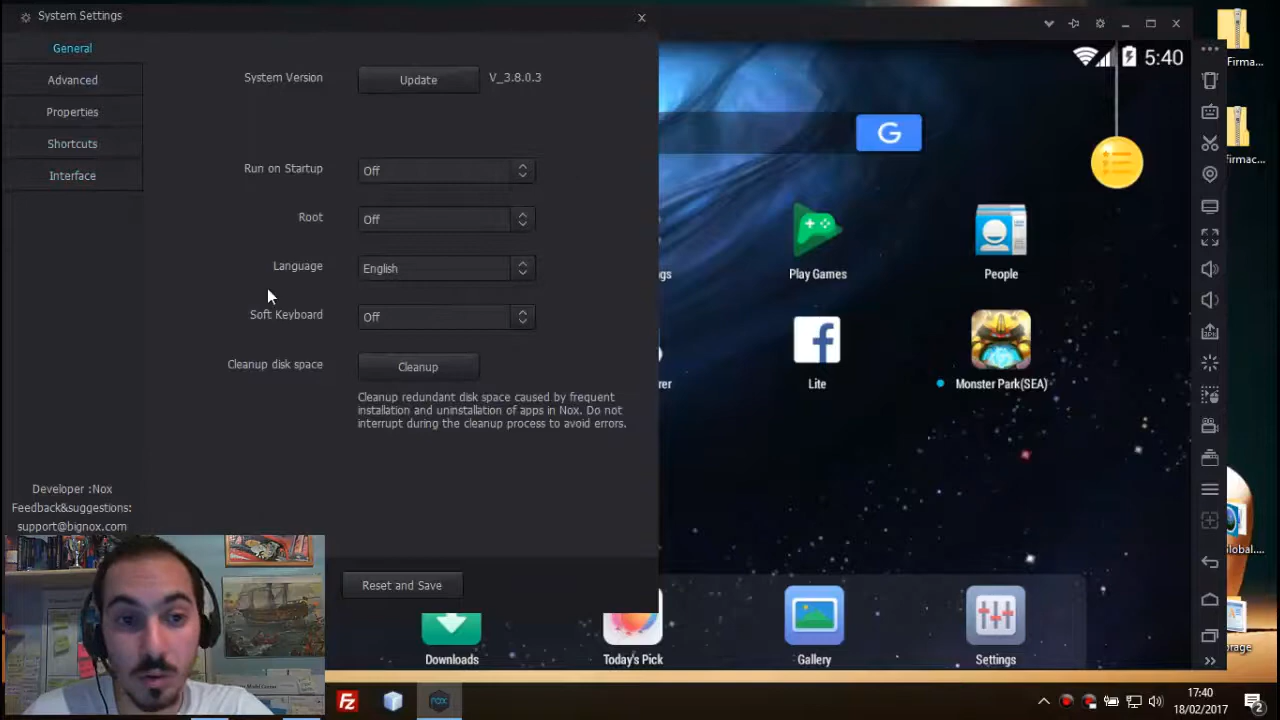 System Settings
General
Advanced
Properties
Shortcuts
Interface
System Version
Update
V_3.8.0.3
Run on Startup
Off
Root
Off
Language
English
Soft Keyboard
Off
Cleanup disk space
Cleanup
Cleanup redundant disk space caused by frequent
installation and uninstallation of apps in Nox. Do not
interrupt during the cleanup process to avoid errors.
Developer :Nox
Feedback&suggestions:
support@bignox.com
Reset and Save
5:40
G
Play Games
People
Lite
Monster Park(SEA)
Downloads
Today's Pick
Gallery
Settings
Firma...
Global....
nox
17:40
18/02/2017
2